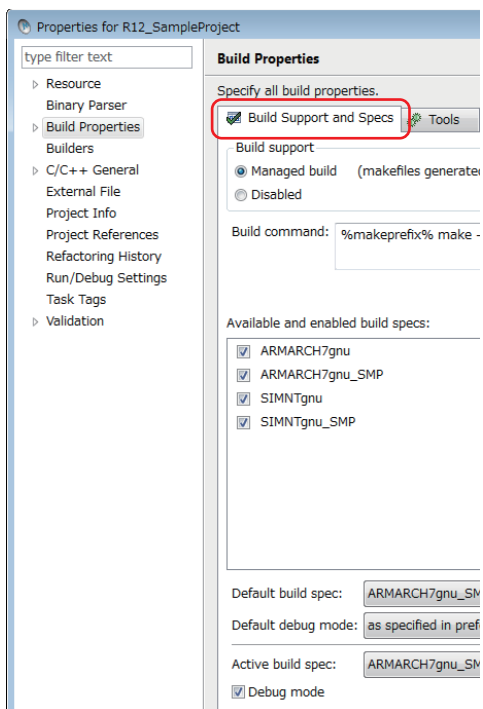 Properties for R12_SampleProject
type filter text
Resource
Binary Parser
Build Properties
Builders
C/C++ General
External File
Project Info
Project References
Refactoring History
Run/Debug Settings
Task Tags
Validation
Build Properties
Specify all build properties.
Build Support and Specs
Tools
Build support
Managed build (makefiles generated
Disabled
Build command: %makeprefix% make -
Available and enabled build specs:
ARMARCH7gnu
ARMARCH7gnu_SMP
SIMNTgnu
SIMNTgnu_SMP
Default build spec: ARMARCH7gnu_SM
Default debug mode: as specified in pref
Active build spec: ARMARCH7gnu_SM
Debug mode